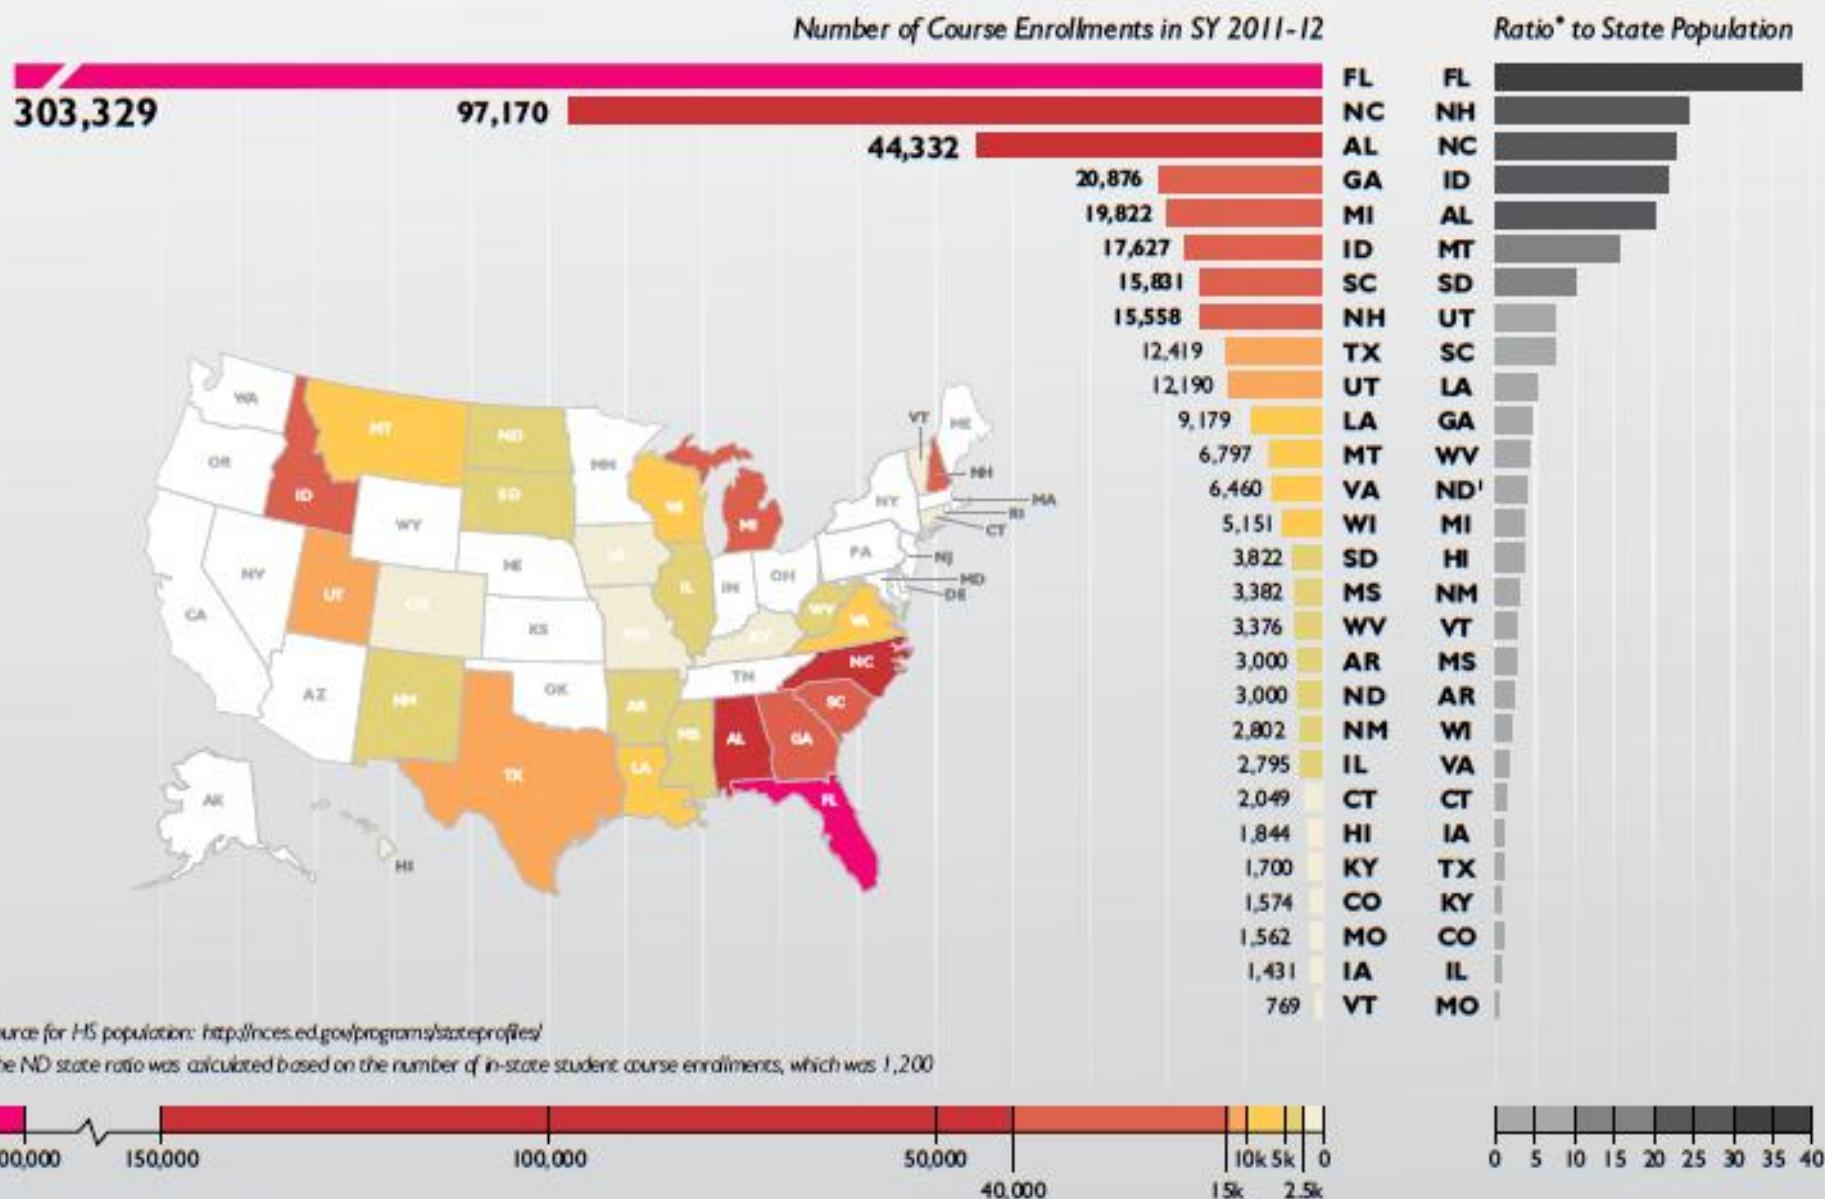 Number of Course Enrollments in SY 2011-12
Ratio* to State Population
FL FL
303,329
97,170 NC NH
44,332 AL NC
20,876 GA ID
19,822 MI AL
17,627 ID MT
15,831 SC SD
15,558 NH UT
12,419 TX SC
12,190 UT LA
9,179 LA GA
6,797 MT WV
6,460 VA ND¹
5,151 WI MI
3,822 SD HI
3,382 MS NM
3,376 WV VT
3,000 AR MS
3,000 ND AR
2,802 NM WI
2,795 IL VA
2,049 CT CT
1,844 HI IA
1,700 KY TX
1,574 CO KY
1,562 MO CO
1,431 IA IL
769 VT MO
WA
MT
ND
VT
ME
OR
ID
SD
MN
WI
MI
NY
NH
MA
RI
CT
WY
NV
UT
CO
NE
IA
IL
IN
OH
PA
NJ
MD
DE
CA
KS
MO
KY
WV
VA
AZ
NM
OK
AR
TN
NC
SC
TX
LA
MS
AL
GA
FL
AK
HI
urce for HS population: http://nces.ed.gov/programs/stateprofiles/
he ND state ratio was calculated based on the number of in-state student course enrollments, which was 1,200
00,000 150,000 100,000 50,000 10k 5k 0
40,000 15k 2.5k
0 5 10 15 20 25 30 35 40